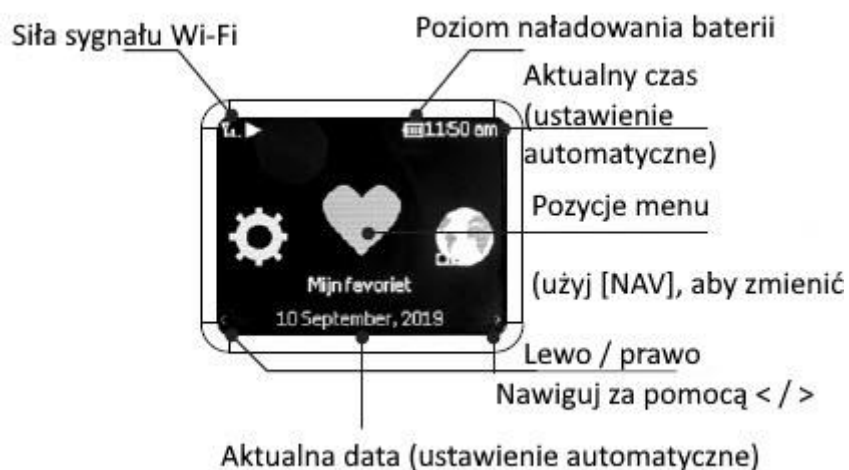 Siła sygnału Wi-Fi
Poziom naładowania baterii
Aktualny czas
(ustawienie
automatyczne)
11:50 am
Pozycje menu
(użyj [NAV], aby zmienić
Mijn favoriet
10 September, 2019
Lewo / prawo
Nawiguj za pomocą < / >
Aktualna data (ustawienie automatyczne)